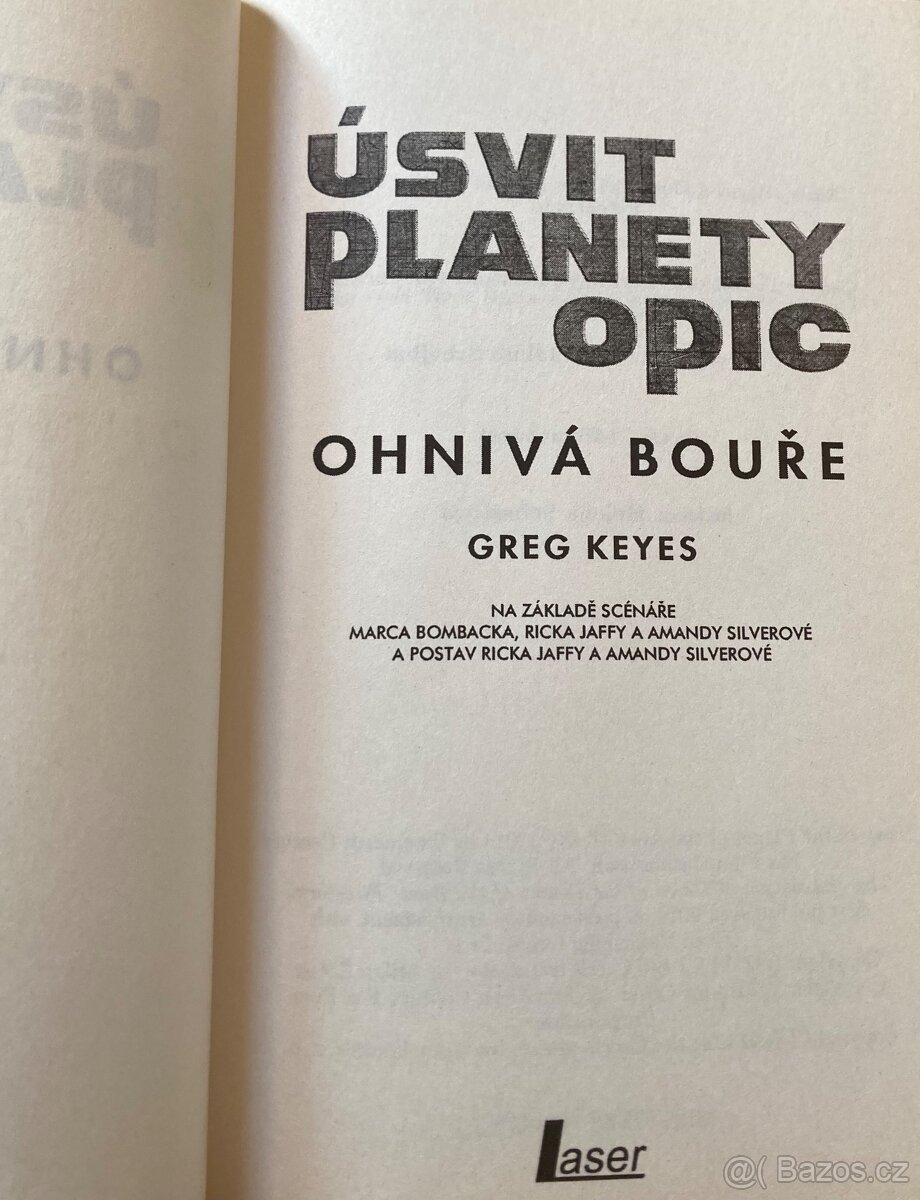 ÚSVIT
PLANETY
OPIC
OHNIVÁ BOUŘE
GREG KEYES
NA ZÁKLADĚ SCÉNÁŘE
MARCA BOMBACKA, RICKA JAFFY A AMANDY SILVEROVÉ
A POSTAV RICKA JAFFY A AMANDY SILVEROVÉ
Laser
@( Bazos.cz